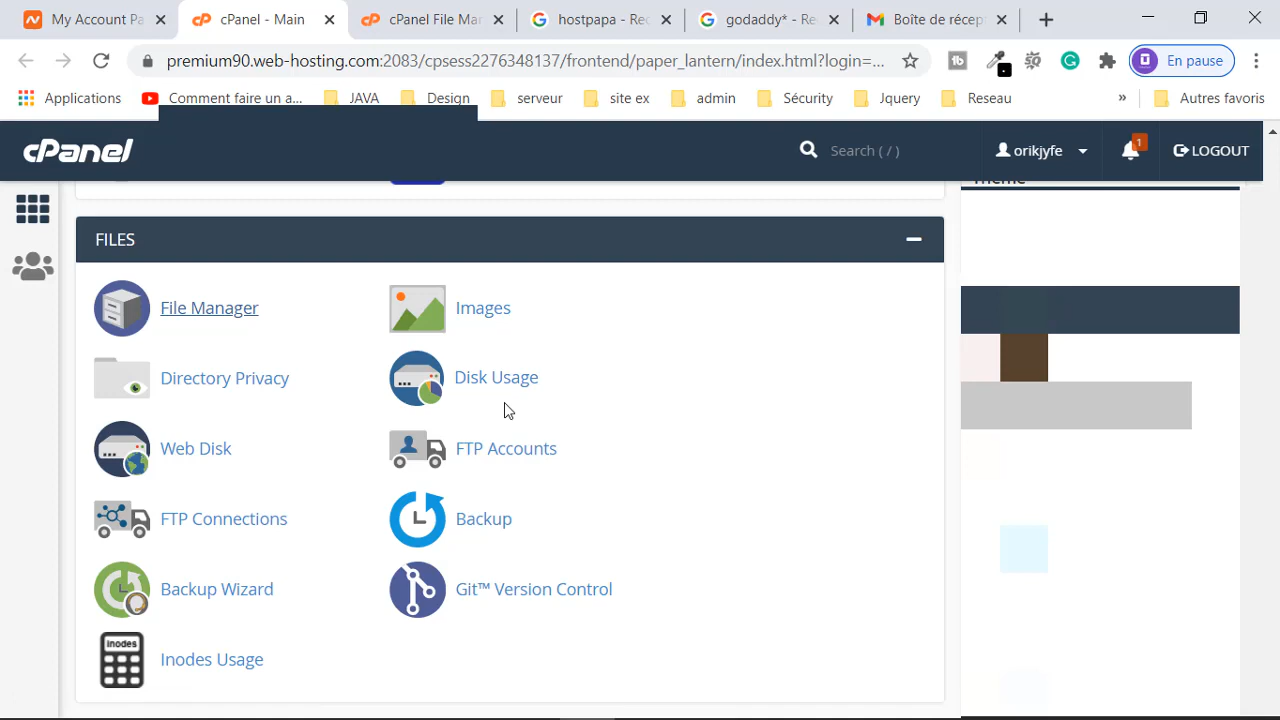 My Account Pa
cPanel - Main
cPanel File Mar
hostpapa - Rec
godaddy* - Re
Boîte de récep
premium90.web-hosting.com:2083/cpsess2276348137/frontend/paper_lantern/index.html?login=...
En pause
Applications
Comment faire un a...
JAVA
Design
serveur
site ex
admin
Sécurity
Jquery
Reseau
»
Autres favoris
cPanel
Search ( / )
orikjyfe
1
LOGOUT
FILES
File Manager
Images
Directory Privacy
Disk Usage
Web Disk
FTP Accounts
FTP Connections
Backup
Backup Wizard
Git™ Version Control
inodes
Inodes Usage